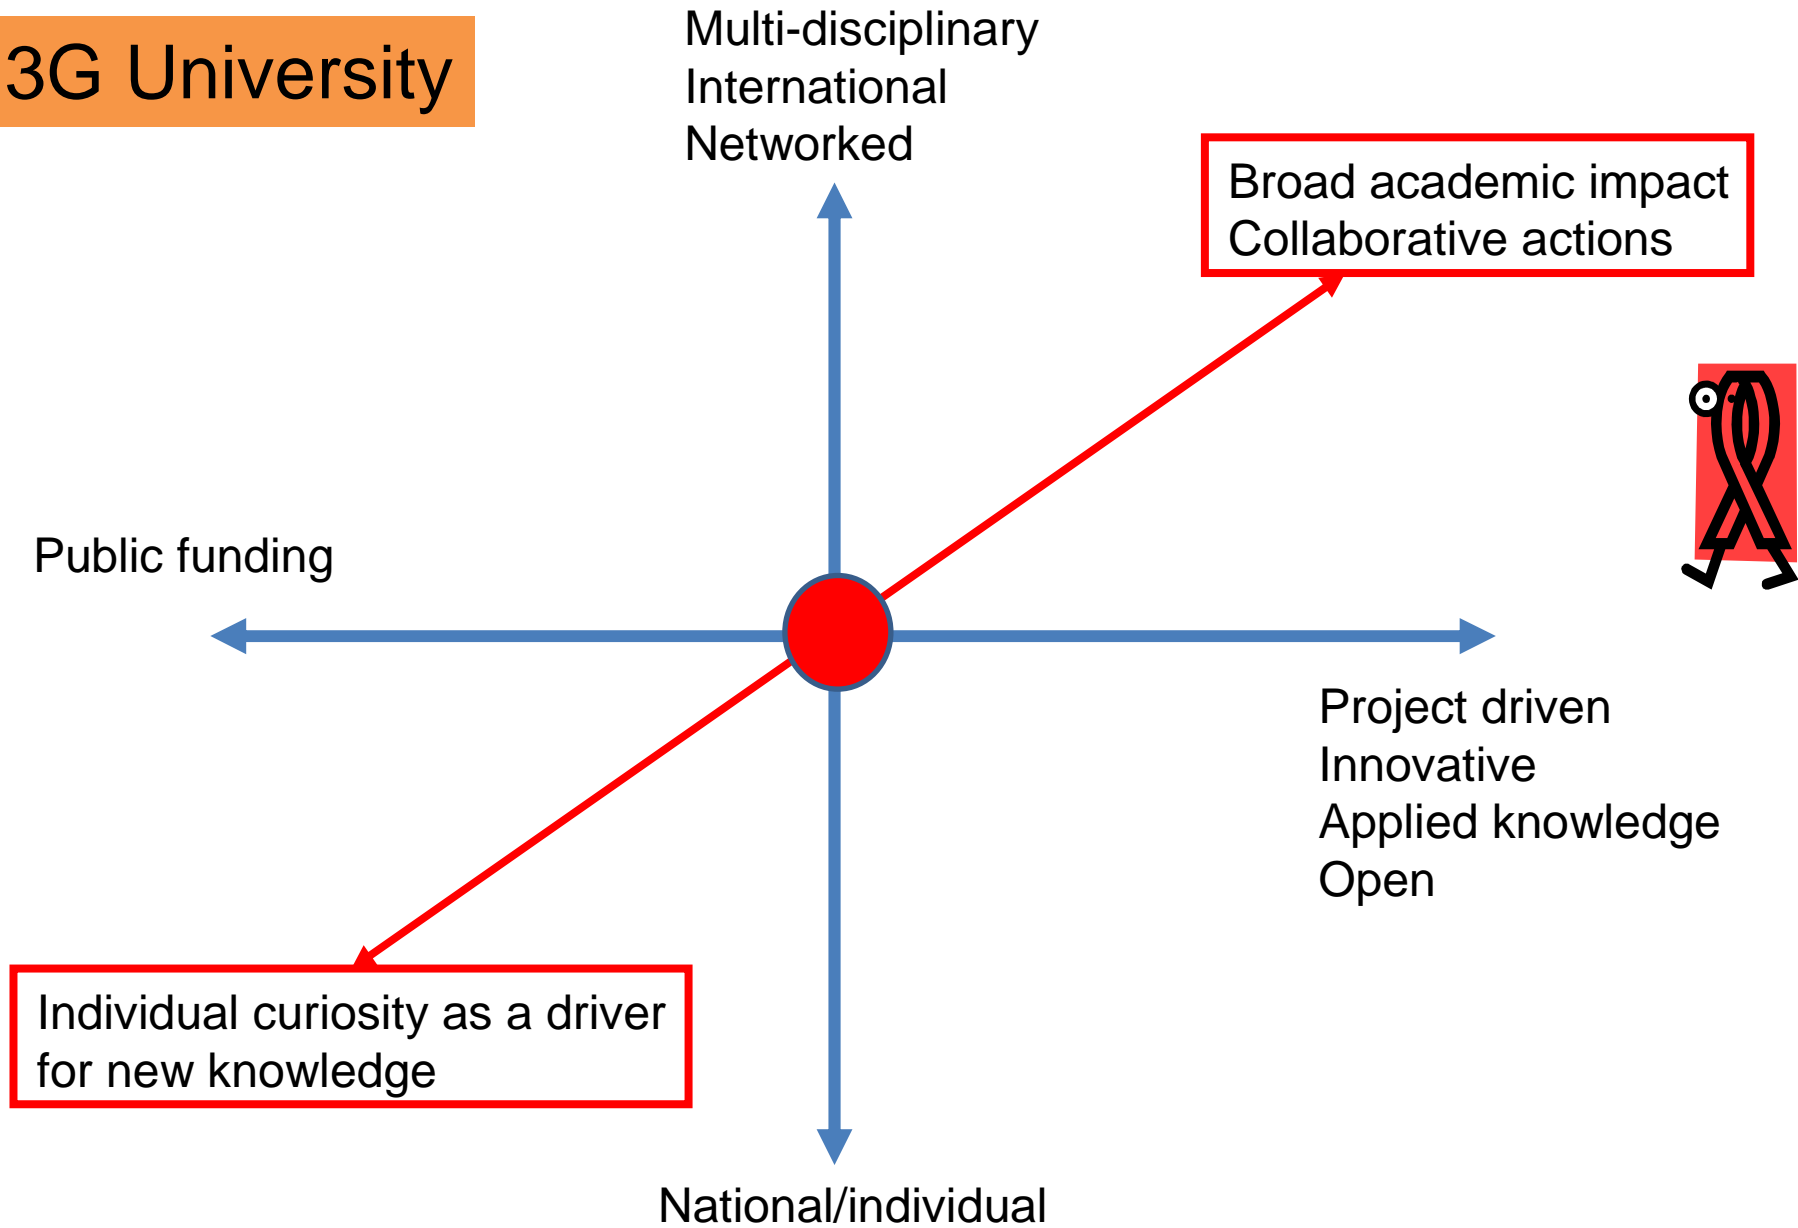 3G University
Multi-disciplinary
International
Networked
Broad academic impact
Collaborative actions
Public funding
Project driven
Innovative
Applied knowledge
Open
Individual curiosity as a driver
for new knowledge
National/individual